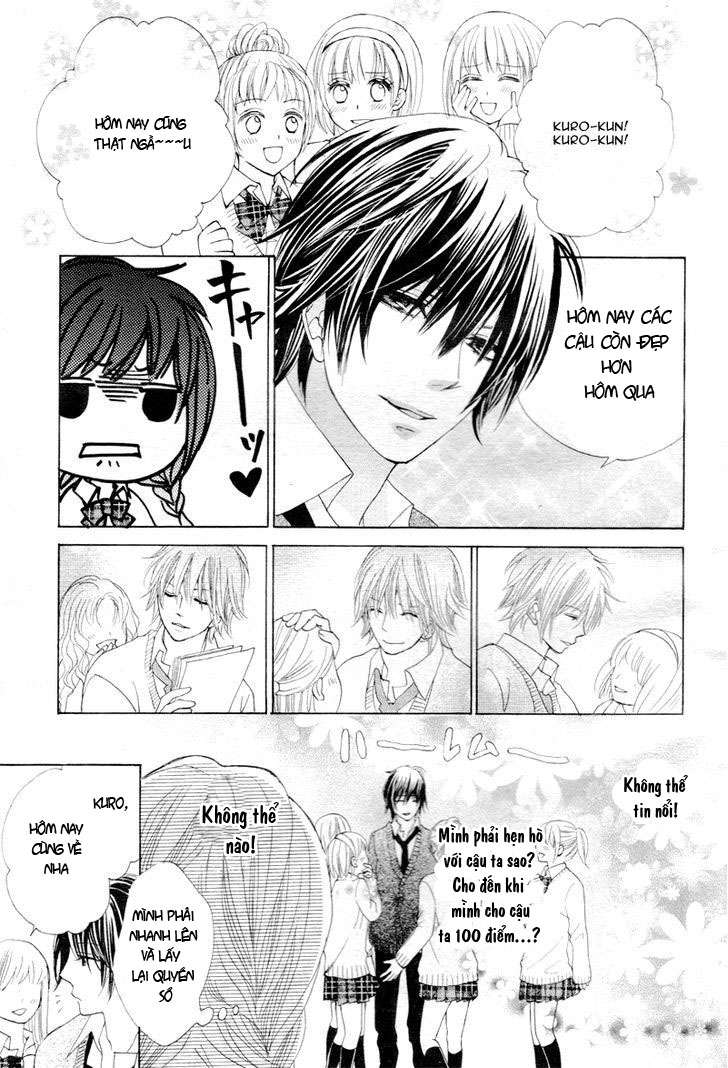 KURO-KUN!
KURO-KUN!
HÔM NAY CŨNG
THẬT NGẦ~~~U
HÔM NAY CÁC
CẬU CÒN ĐẸP
HƠN
HÔM QUA
キャーッ♥
ハーレムー
Không thể
tin nổi!
Mình phải hẹn hò
với cậu ta sao?
Cho đến khi
mình cho cậu
ta 100 điểm...?
Không thể
nào!
MÌNH PHẢI
NHANH LÊN
VÀ LẤY
LẠI QUYỂN
SỔ
KURO,
HÔM NAY
CÙNG VỀ
NHA